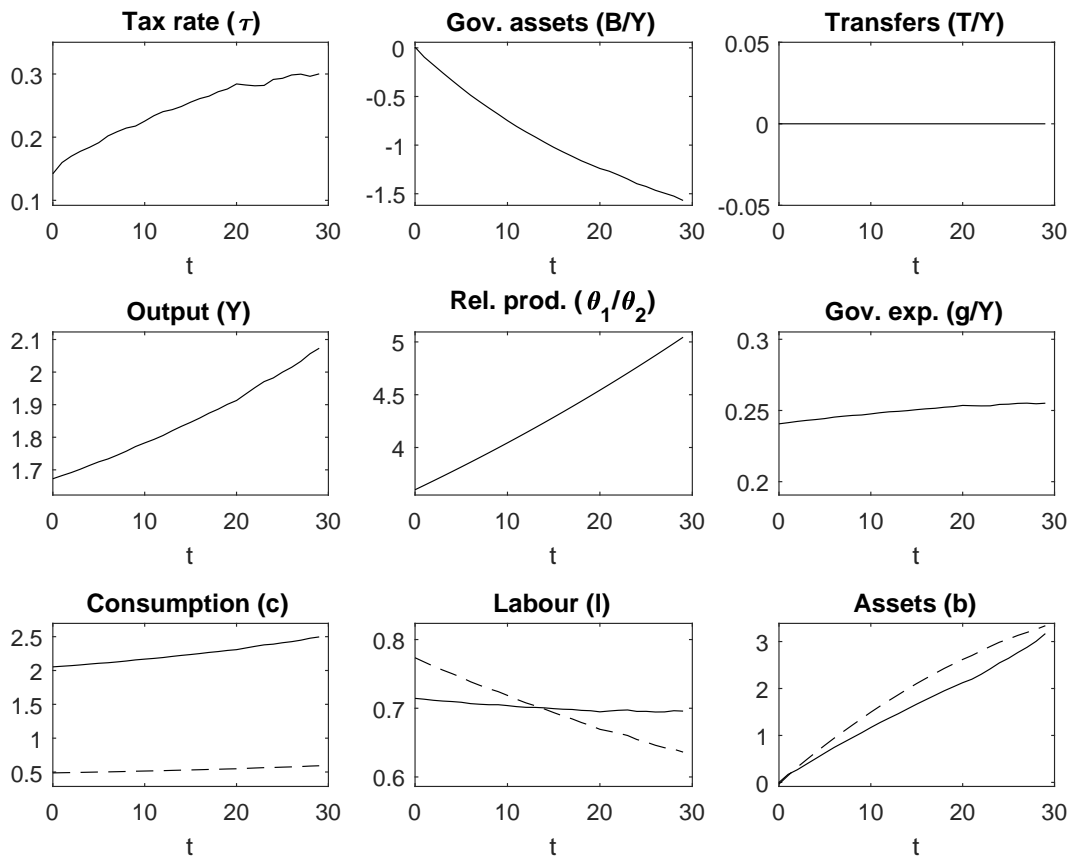 Tax rate (τ)
0.3
0.2
0.1
0 10 20 30
t
Gov. assets (B/Y)
0
-0.5
-1
-1.5
0 10 20 30
t
Transfers (T/Y)
0.05
0
-0.05
0 10 20 30
t
Output (Y)
2.1
2
1.9
1.8
1.7
0 10 20 30
t
Rel. prod. (θ_1/θ_2)
5
4.5
4
0 10 20 30
t
Gov. exp. (g/Y)
0.3
0.25
0.2
0 10 20 30
t
Consumption (c)
2.5
2
1.5
1
0.5
0 10 20 30
t
Labour (l)
0.8
0.7
0.6
0 10 20 30
t
Assets (b)
3
2
1
0
0 10 20 30
t